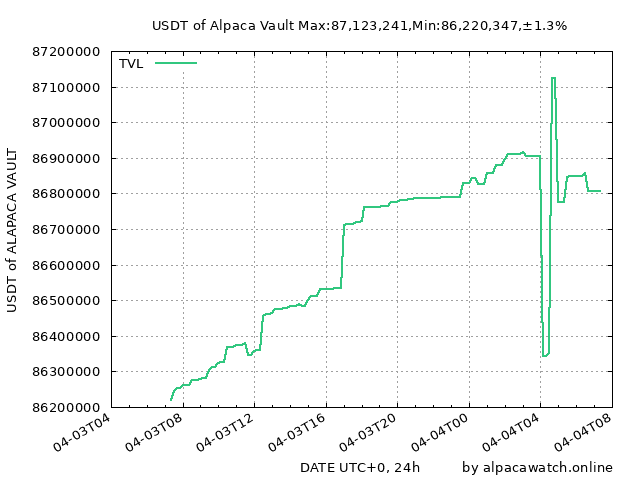 USDT of Alpaca Vault Max:87,123,241,Min:86,220,347,±1.3%
87200000
TVL
87100000
87000000
86900000
86800000
86700000
86600000
86500000
86400000
86300000
86200000
USDT of ALAPACA VAULT
04-03T04
04-03T08
04-03T12
04-03T16
04-03T20
04-04T00
04-04T04
04-04T08
DATE UTC+0, 24h
by alpacawatch.online